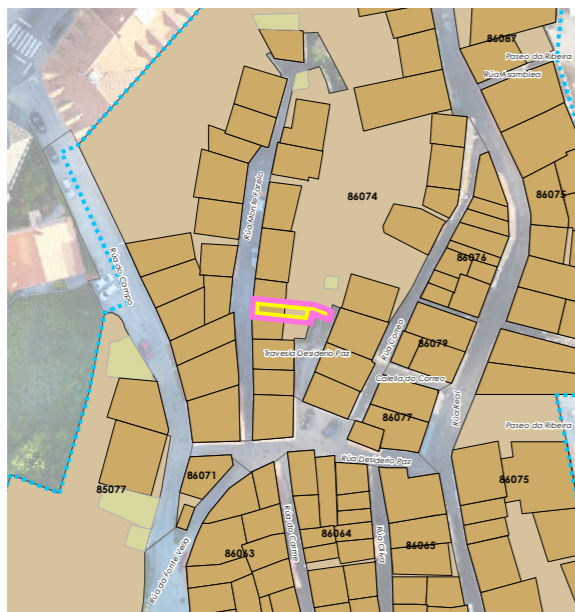 86087
Paseo da Ribeira
Rúa Asamblea
86074
86075
Rúa Monte Farelo
86076
Rúa do Campo
Rúa Correo
86079
Travesía Desiderio Paz
Calella do Correo
Rúa Real
86077
Paseo da Ribeira
Rúa Desiderio Paz
86071
85077
86075
Rúa do Carme
86064
Rúa Oliva
86063
86065
Rúa da Fonte Vella